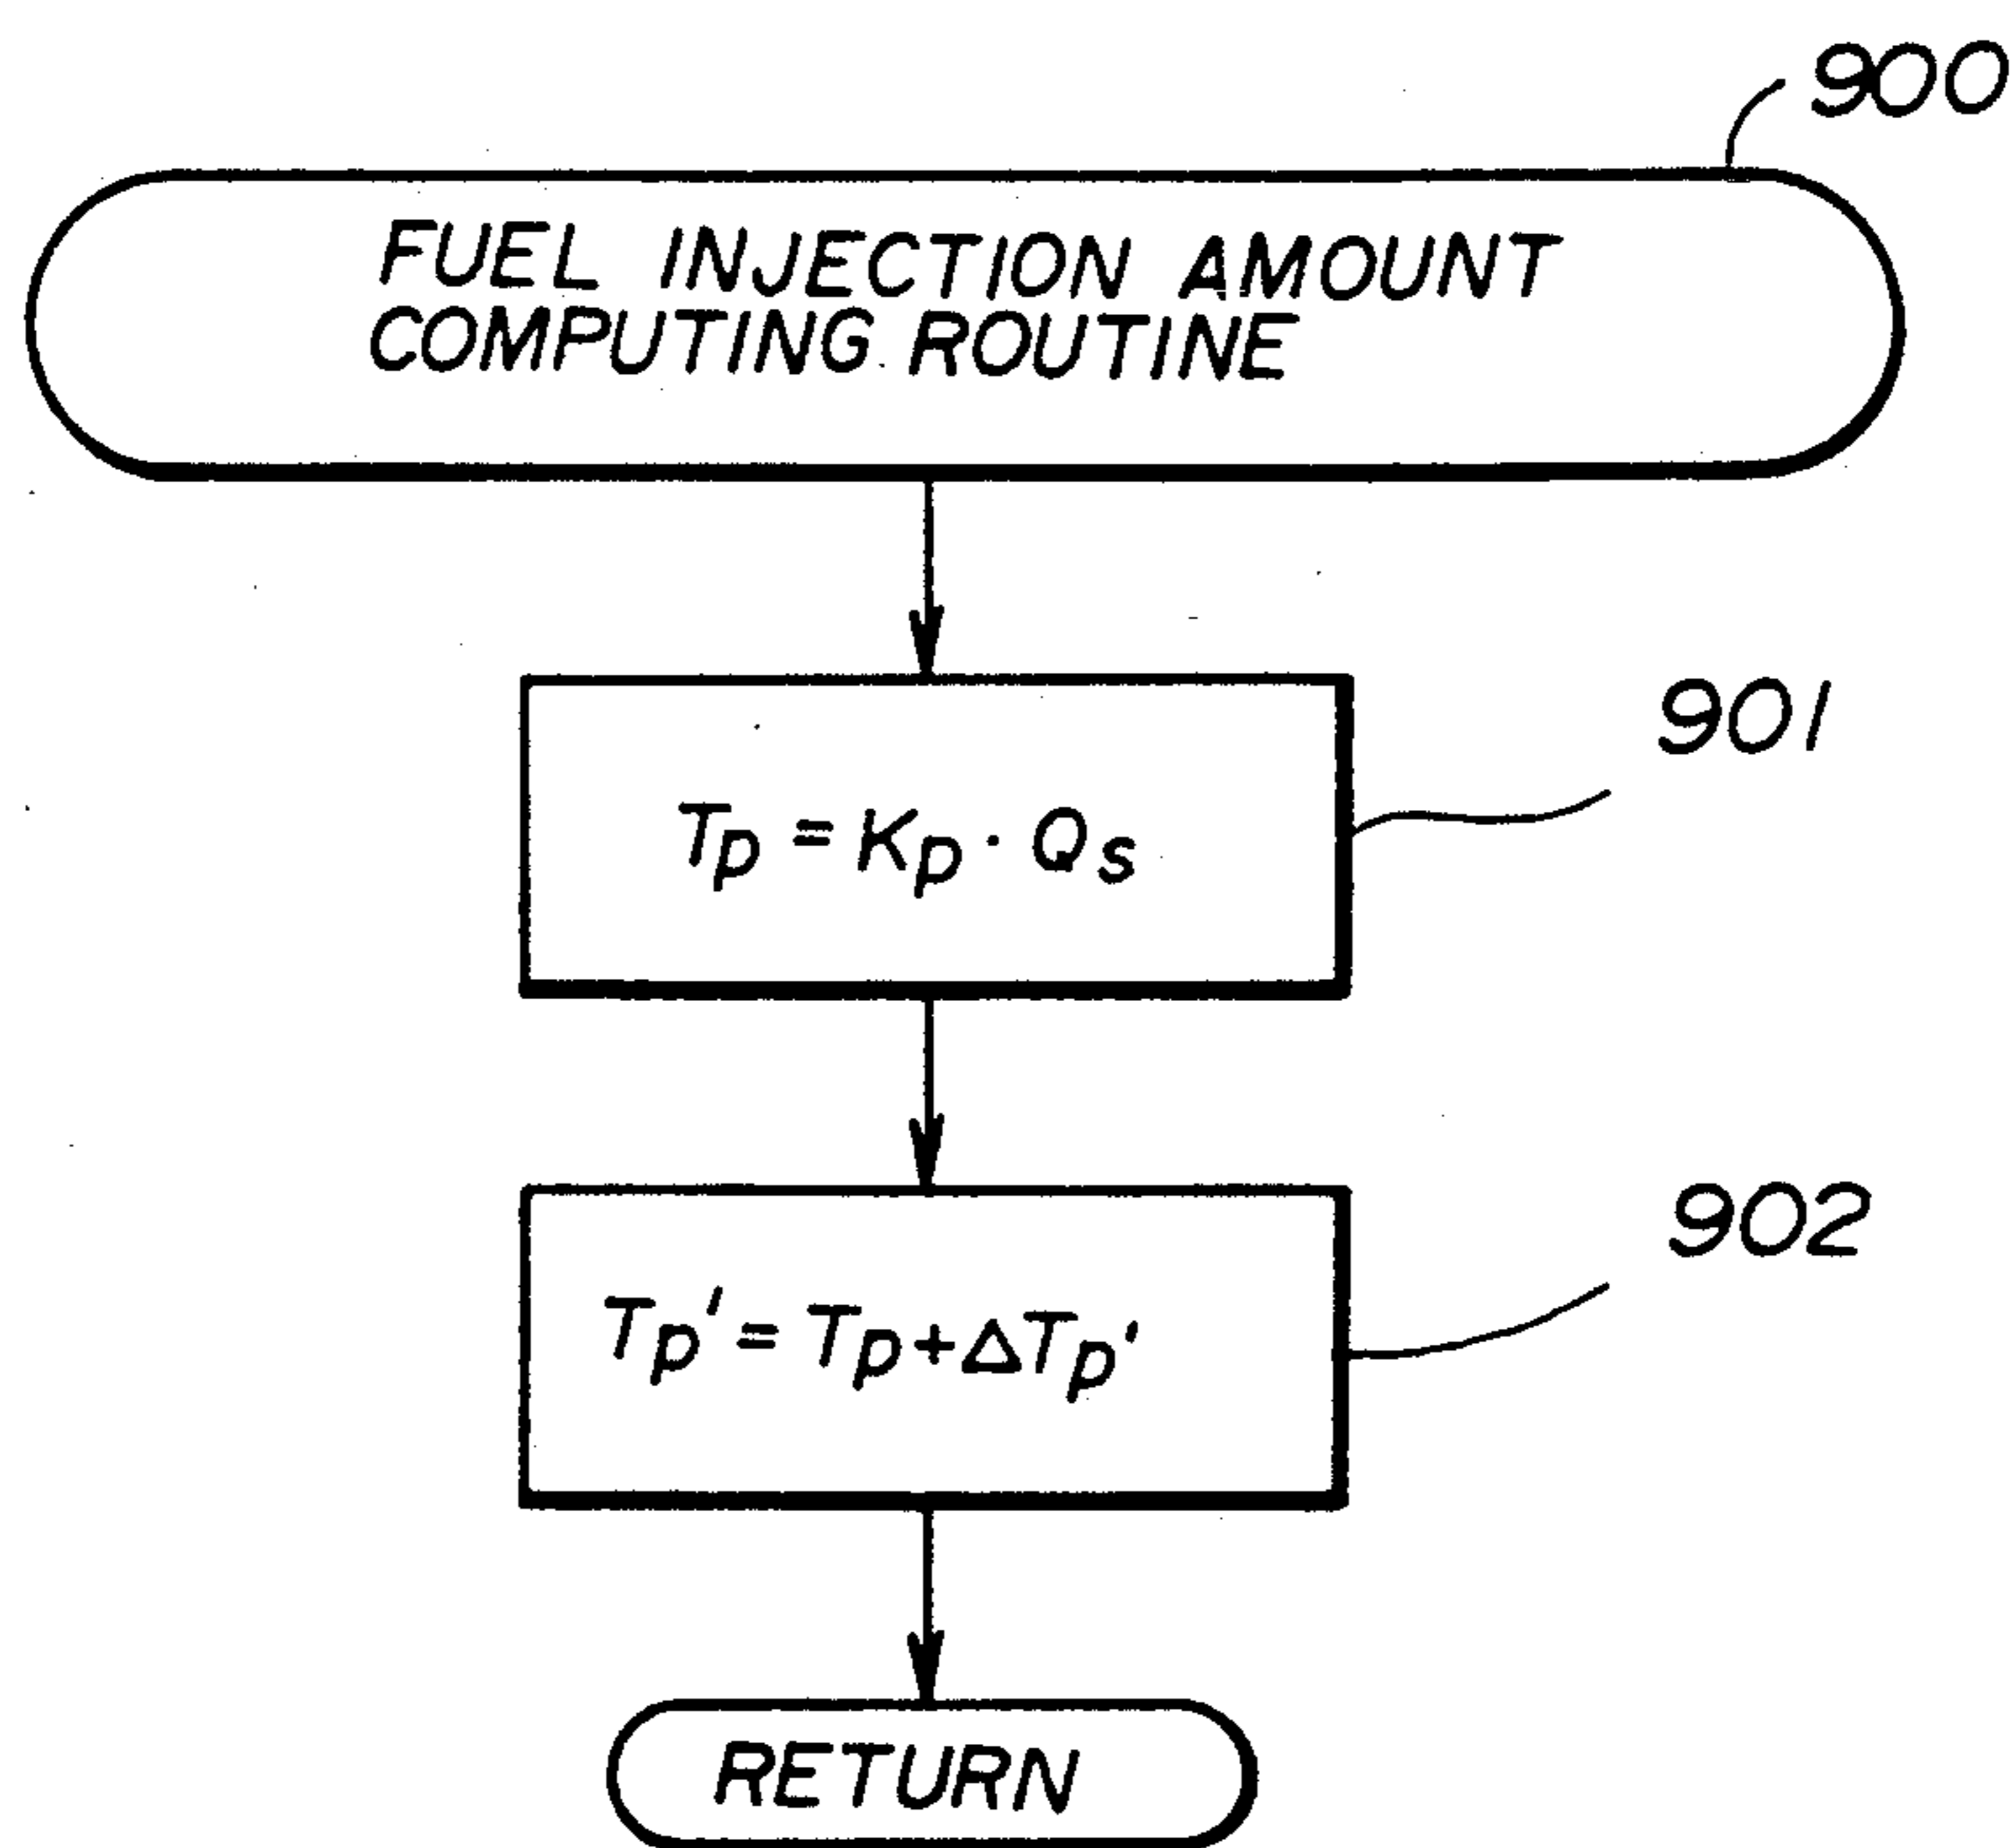 900
FUEL INJECTION AMOUNT
COMPUTING ROUTINE
901
Tp = Kp · Qs
902
Tp' = Tp + ΔTp'
RETURN